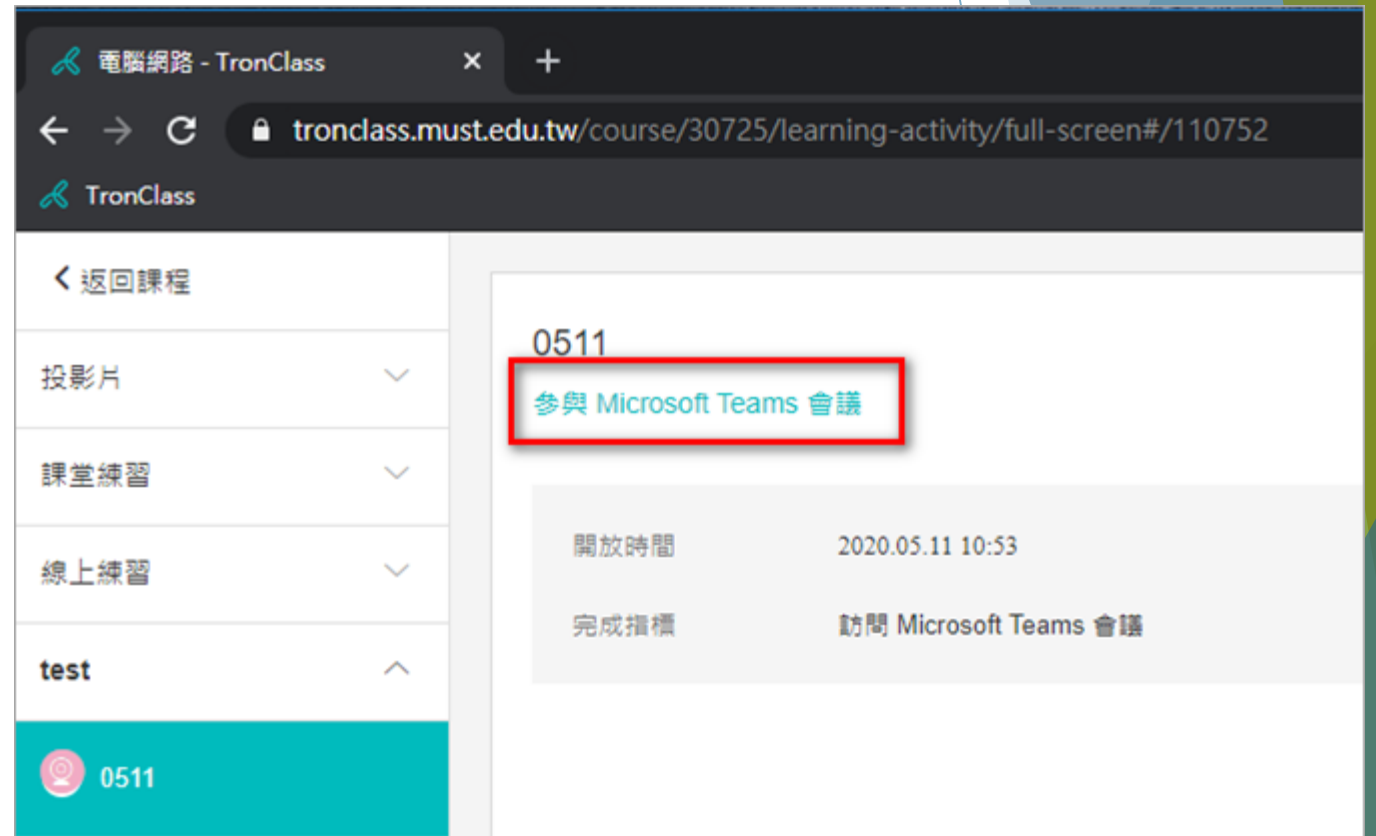 電腦網路 - TronClass
tronclass.must.edu.tw/course/30725/learning-activity/full-screen#/110752
TronClass
返回課程
投影片
課堂練習
線上練習
test
0511
0511
參與 Microsoft Teams 會議
開放時間 2020.05.11 10:53
完成指標 訪問 Microsoft Teams 會議